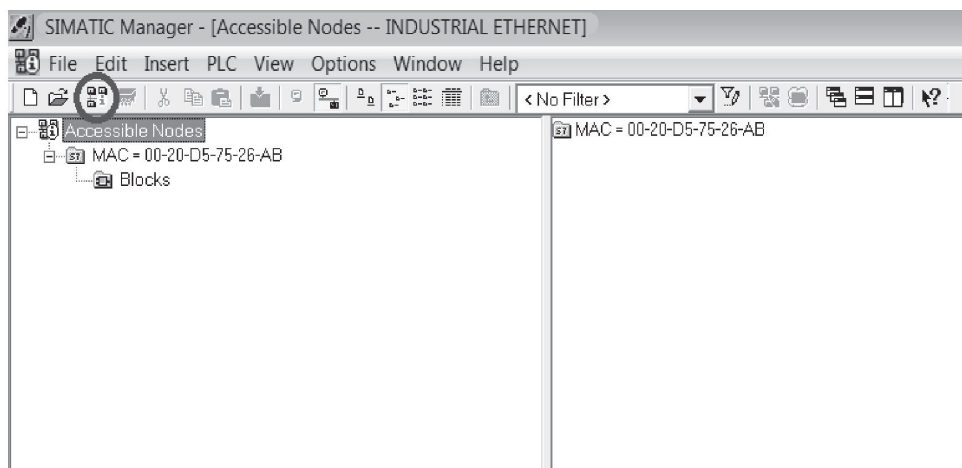 SIMATIC Manager - [Accessible Nodes -- INDUSTRIAL ETHERNET]
File Edit Insert PLC View Options Window Help
< No Filter >
Accessible Nodes
MAC = 00-20-D5-75-26-AB
Blocks
MAC = 00-20-D5-75-26-AB